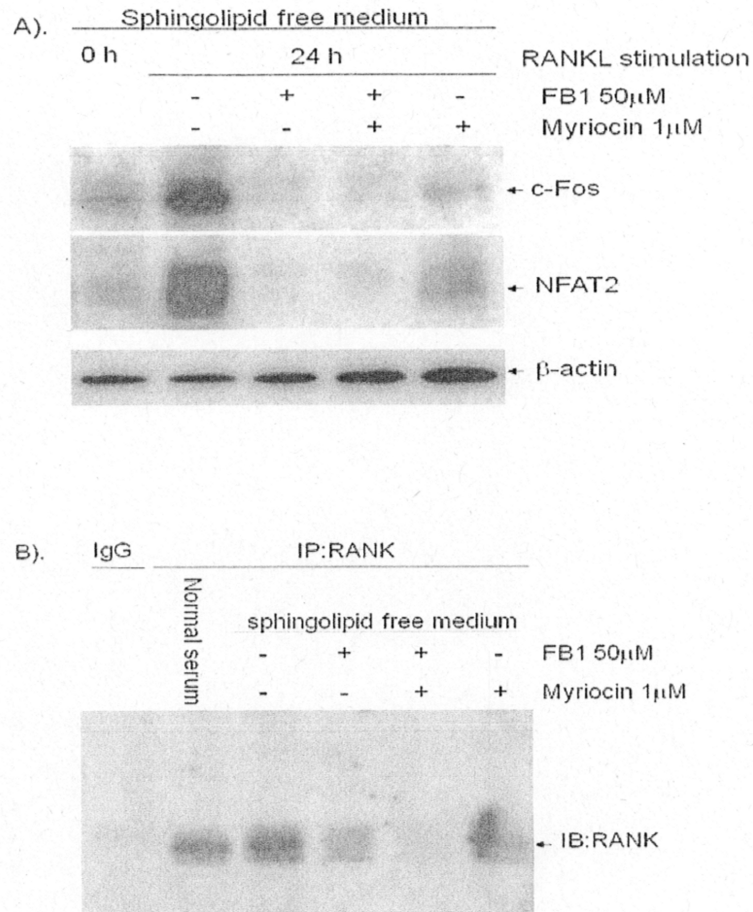 A).
Sphingolipid free medium
0 h 24 h RANKL stimulation
- + + - FB1 50μM
- - + + Myriocin 1μM
c-Fos
NFAT2
β-actin
B).
IgG IP:RANK
Normal serum
sphingolipid free medium
- + + - FB1 50μM
- - + + Myriocin 1μM
IB:RANK